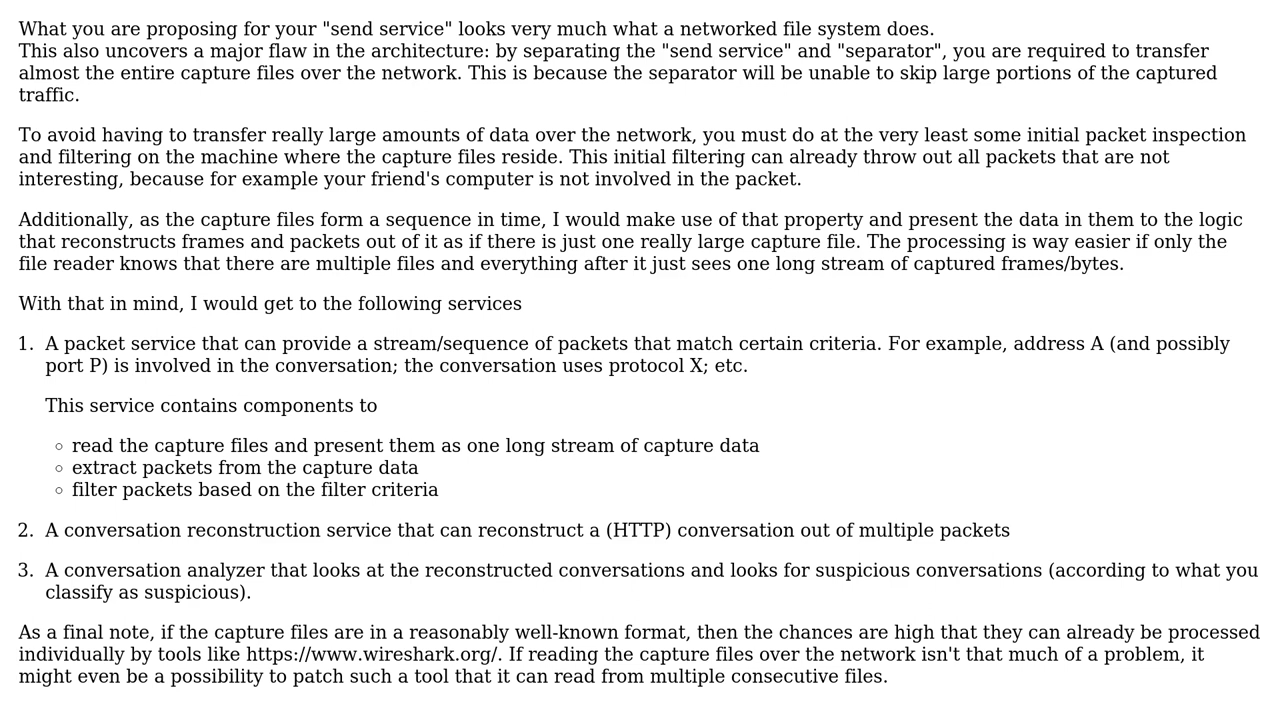 What you are proposing for your "send service" looks very much what a networked file system does.
This also uncovers a major flaw in the architecture: by separating the "send service" and "separator", you are required to transfer
almost the entire capture files over the network. This is because the separator will be unable to skip large portions of the captured
traffic.
To avoid having to transfer really large amounts of data over the network, you must do at the very least some initial packet inspection
and filtering on the machine where the capture files reside. This initial filtering can already throw out all packets that are not
interesting, because for example your friend's computer is not involved in the packet.
Additionally, as the capture files form a sequence in time, I would make use of that property and present the data in them to the logic
that reconstructs frames and packets out of it as if there is just one really large capture file. The processing is way easier if only the
file reader knows that there are multiple files and everything after it just sees one long stream of captured frames/bytes.
With that in mind, I would get to the following services
1. A packet service that can provide a stream/sequence of packets that match certain criteria. For example, address A (and possibly
port P) is involved in the conversation; the conversation uses protocol X; etc.
This service contains components to
◦ read the capture files and present them as one long stream of capture data
◦ extract packets from the capture data
◦ filter packets based on the filter criteria
2. A conversation reconstruction service that can reconstruct a (HTTP) conversation out of multiple packets
3. A conversation analyzer that looks at the reconstructed conversations and looks for suspicious conversations (according to what you
classify as suspicious).
As a final note, if the capture files are in a reasonably well-known format, then the chances are high that they can already be processed
individually by tools like https://www.wireshark.org/. If reading the capture files over the network isn't that much of a problem, it
might even be a possibility to patch such a tool that it can read from multiple consecutive files.